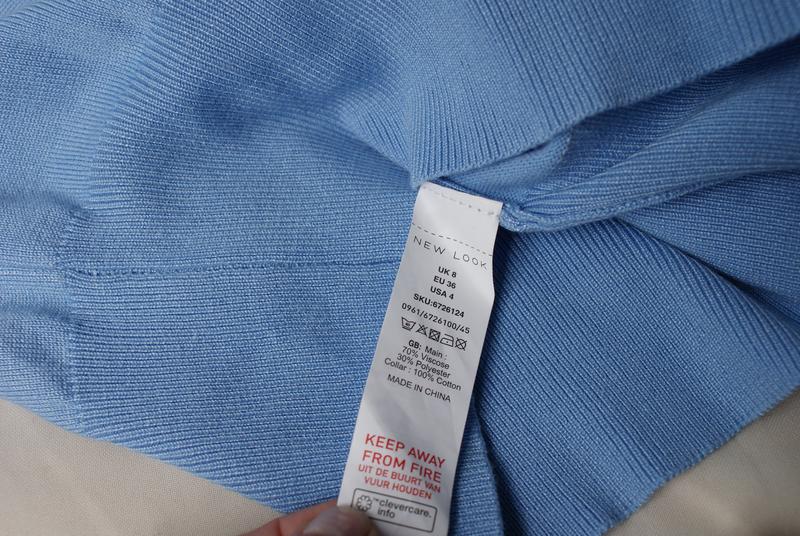 NEW LOOK
UK 8
EU 36
USA 4
SKU:6726124
0961/6726100/45
GB: Main :
70% Viscose
30% Polyester
Collar : 100% Cotton
MADE IN CHINA
KEEP AWAY
FROM FIRE
UIT DE BUURT VAN
VUUR HOUDEN
™clevercare.
info